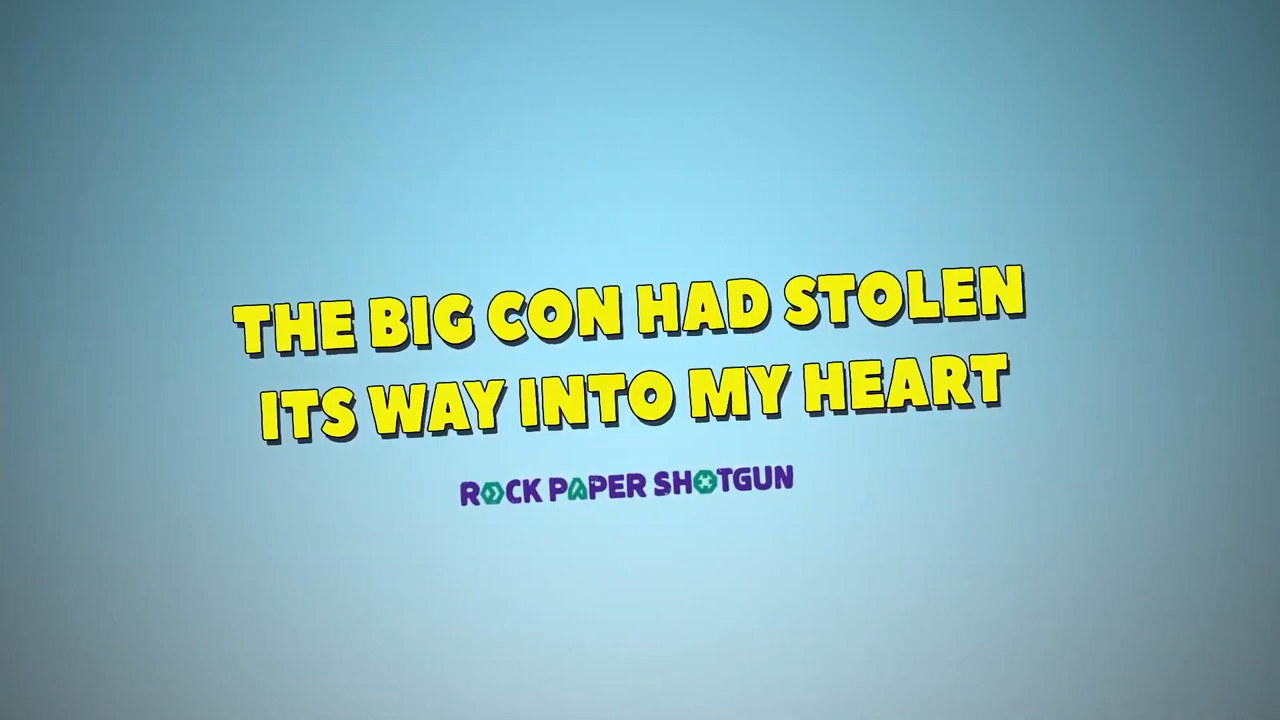 THE BIG CON HAD STOLEN
ITS WAY INTO MY HEART
ROCK PAPER SHOTGUN